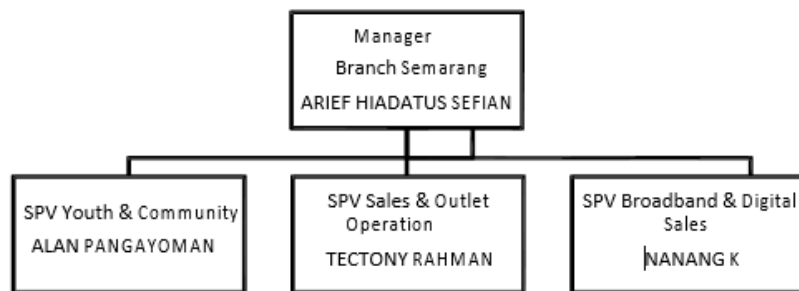 Manager
Branch Semarang
ARIEF HIADATUS SEFIAN
SPV Youth & Community
ALAN PANGAYOMAN
SPV Sales & Outlet
Operation
TECTONY RAHMAN
SPV Broadband & Digital
Sales
NANANG K